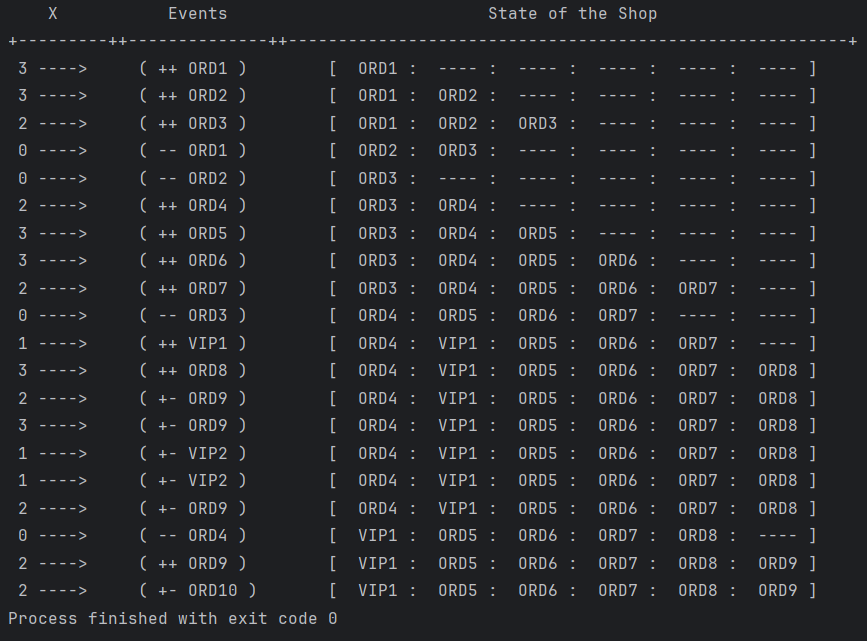 X Events State of the Shop
+---------++--------------++--------------------------------------------------------+
3 ----> ( ++ ORD1 ) [ ORD1 : ---- : ---- : ---- : ---- : ---- ]
3 ----> ( ++ ORD2 ) [ ORD1 : ORD2 : ---- : ---- : ---- : ---- ]
2 ----> ( ++ ORD3 ) [ ORD1 : ORD2 : ORD3 : ---- : ---- : ---- ]
0 ----> ( -- ORD1 ) [ ORD2 : ORD3 : ---- : ---- : ---- : ---- ]
0 ----> ( -- ORD2 ) [ ORD3 : ---- : ---- : ---- : ---- : ---- ]
2 ----> ( ++ ORD4 ) [ ORD3 : ORD4 : ---- : ---- : ---- : ---- ]
3 ----> ( ++ ORD5 ) [ ORD3 : ORD4 : ORD5 : ---- : ---- : ---- ]
3 ----> ( ++ ORD6 ) [ ORD3 : ORD4 : ORD5 : ORD6 : ---- : ---- ]
2 ----> ( ++ ORD7 ) [ ORD3 : ORD4 : ORD5 : ORD6 : ORD7 : ---- ]
0 ----> ( -- ORD3 ) [ ORD4 : ORD5 : ORD6 : ORD7 : ---- : ---- ]
1 ----> ( ++ VIP1 ) [ ORD4 : VIP1 : ORD5 : ORD6 : ORD7 : ---- ]
3 ----> ( ++ ORD8 ) [ ORD4 : VIP1 : ORD5 : ORD6 : ORD7 : ORD8 ]
2 ----> ( +- ORD9 ) [ ORD4 : VIP1 : ORD5 : ORD6 : ORD7 : ORD8 ]
3 ----> ( +- ORD9 ) [ ORD4 : VIP1 : ORD5 : ORD6 : ORD7 : ORD8 ]
1 ----> ( +- VIP2 ) [ ORD4 : VIP1 : ORD5 : ORD6 : ORD7 : ORD8 ]
1 ----> ( +- VIP2 ) [ ORD4 : VIP1 : ORD5 : ORD6 : ORD7 : ORD8 ]
2 ----> ( +- ORD9 ) [ ORD4 : VIP1 : ORD5 : ORD6 : ORD7 : ORD8 ]
0 ----> ( -- ORD4 ) [ VIP1 : ORD5 : ORD6 : ORD7 : ORD8 : ---- ]
2 ----> ( ++ ORD9 ) [ VIP1 : ORD5 : ORD6 : ORD7 : ORD8 : ORD9 ]
2 ----> ( +- ORD10 ) [ VIP1 : ORD5 : ORD6 : ORD7 : ORD8 : ORD9 ]
Process finished with exit code 0